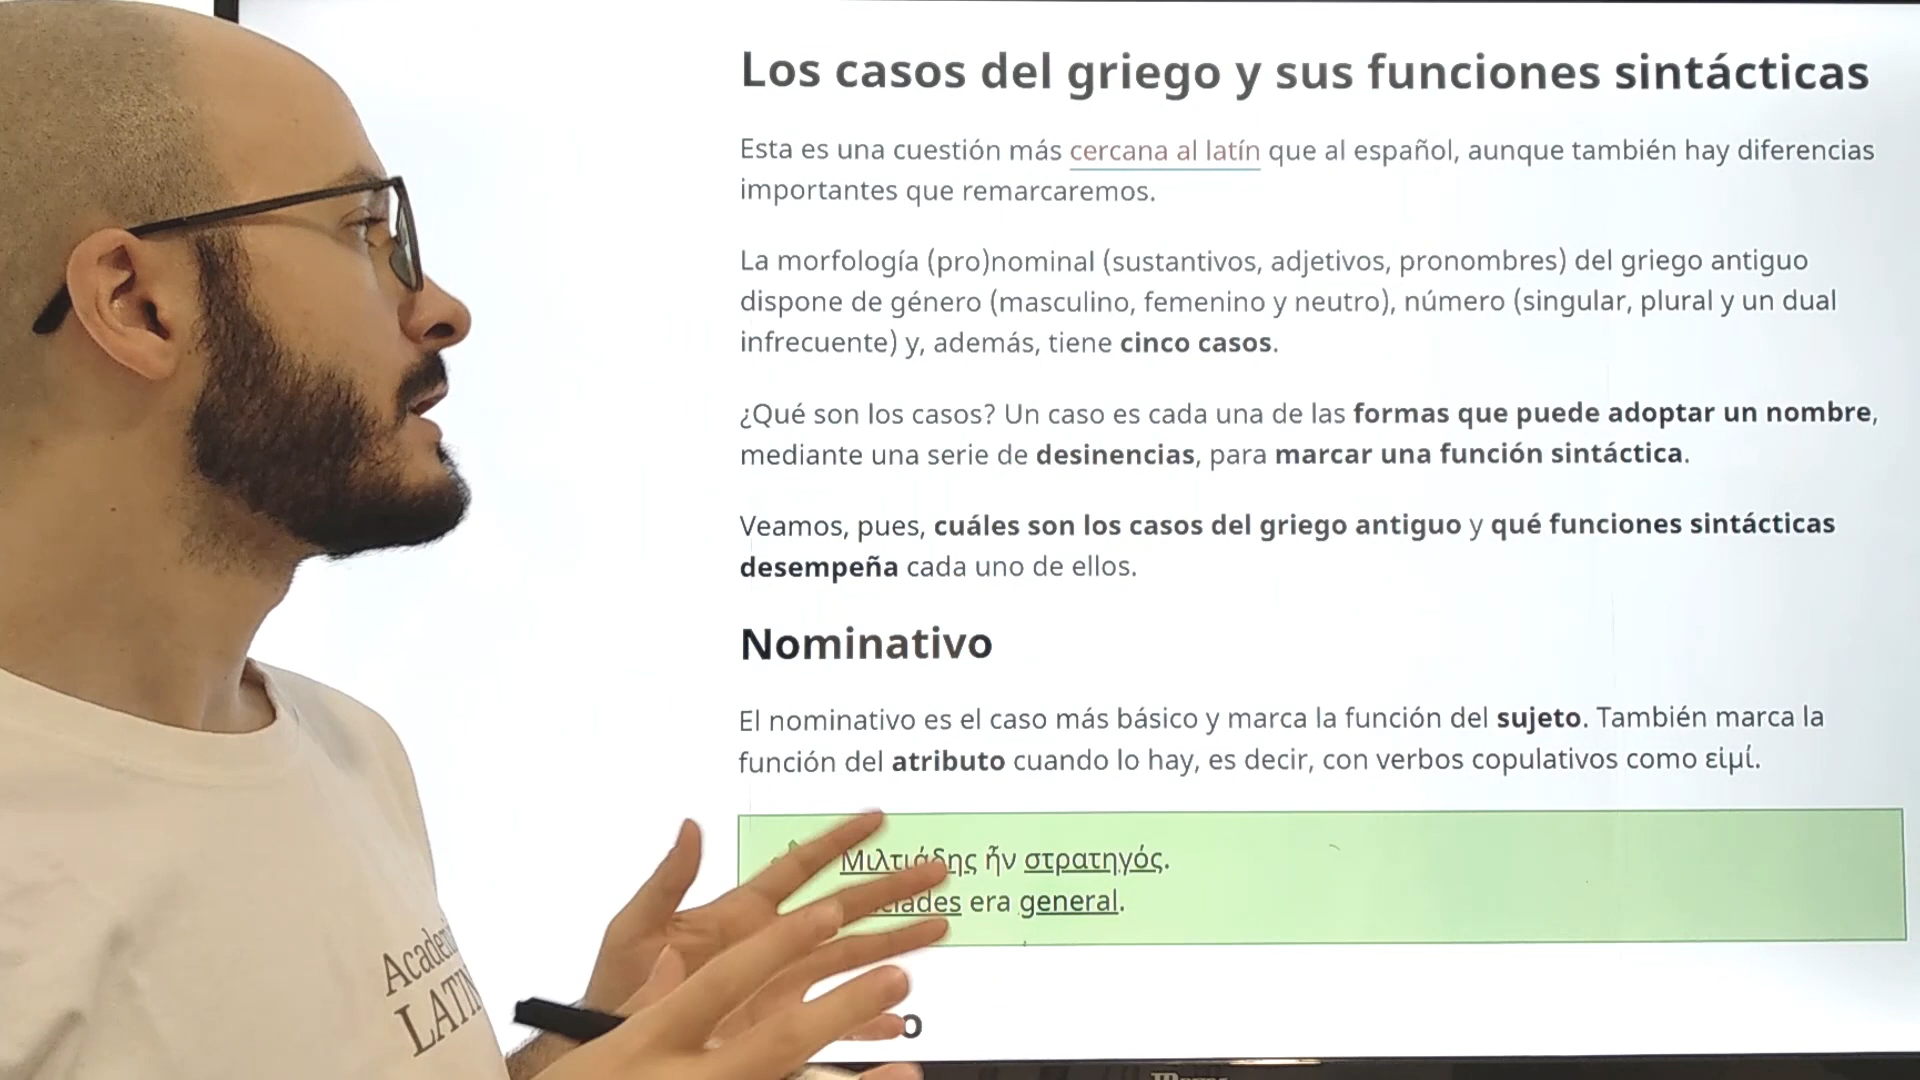 Los casos del griego y sus funciones sintácticas
Esta es una cuestión más cercana al latín que al español, aunque también hay diferencias
importantes que remarcaremos.
La morfología (pro)nominal (sustantivos, adjetivos, pronombres) del griego antiguo
dispone de género (masculino, femenino y neutro), número (singular, plural y un dual
infrecuente) y, además, tiene cinco casos.
¿Qué son los casos? Un caso es cada una de las formas que puede adoptar un nombre,
mediante una serie de desinencias, para marcar una función sintáctica.
Veamos, pues, cuáles son los casos del griego antiguo y qué funciones sintácticas
desempeña cada uno de ellos.
Nominativo
El nominativo es el caso más básico y marca la función del sujeto. También marca la
función del atributo cuando lo hay, es decir, con verbos copulativos como εἰμί.
Μιλτιάδης ἦν στρατηγός.
era general.
LATIN